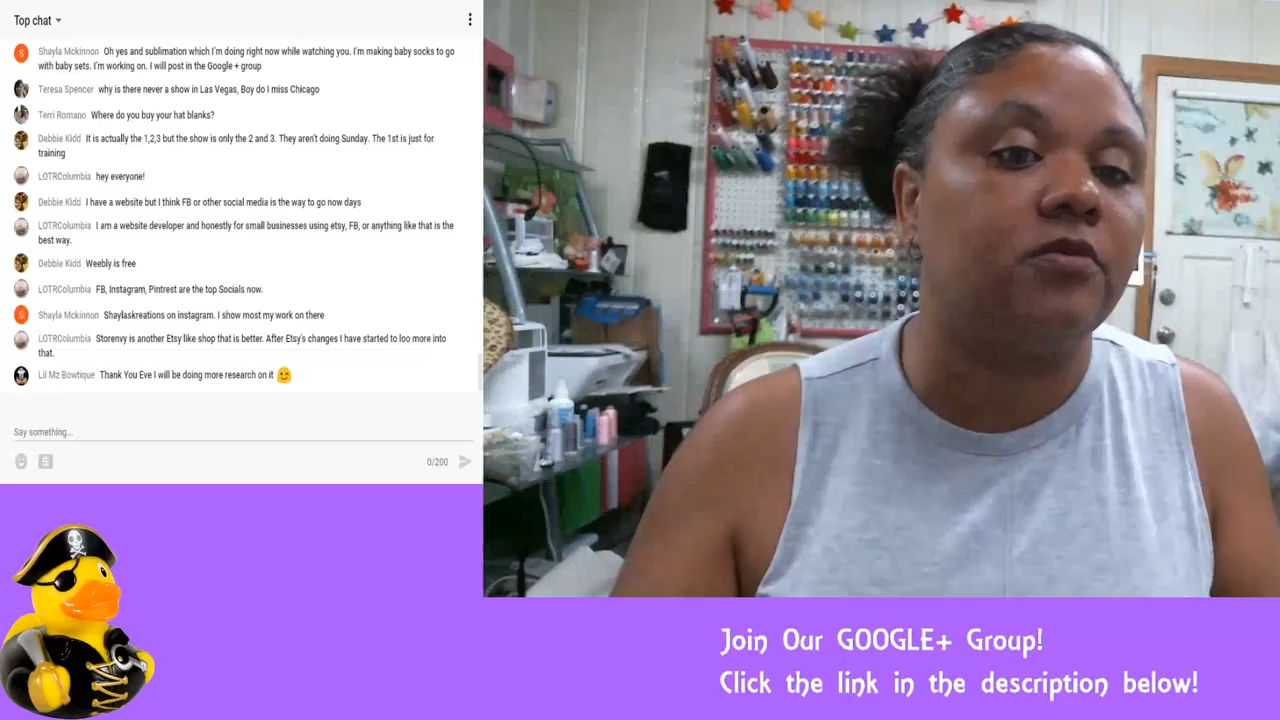 Top chat
Shayla Mckinnon Oh yes and sublimation which I'm doing right now while watching you. I'm making baby socks to go
with baby sets. I'm working on. I will post in the Google + group
Teresa Spencer why is there never a show in Las Vegas, Boy do I miss Chicago
Terri Romano Where do you buy your hat blanks?
Debbie Kidd It is actually the 1,2,3 but the show is only the 2 and 3. They aren't doing Sunday. The 1st is just for
training
LOTRColumbia hey everyone!
Debbie Kidd I have a website but I think FB or other social media is the way to go now days
LOTRColumbia I am a website developer and honestly for small businesses using etsy, FB, or anything like that is the
best way.
Debbie Kidd Weebly is free
LOTRColumbia FB, Instagram, Pintrest are the top Socials now.
S Shayla Mckinnon Shaylaskreations on instagram. I show most my work on there
LOTRColumbia Storenvy is another Etsy like shop that is better. After Etsy's changes I have started to loo more into
that.
Lil Mz Bowtique Thank You Eve I will be doing more research on it 😉
Say something...
0/200
Join Our GOOGLE+ Group!
Click the link in the description below!